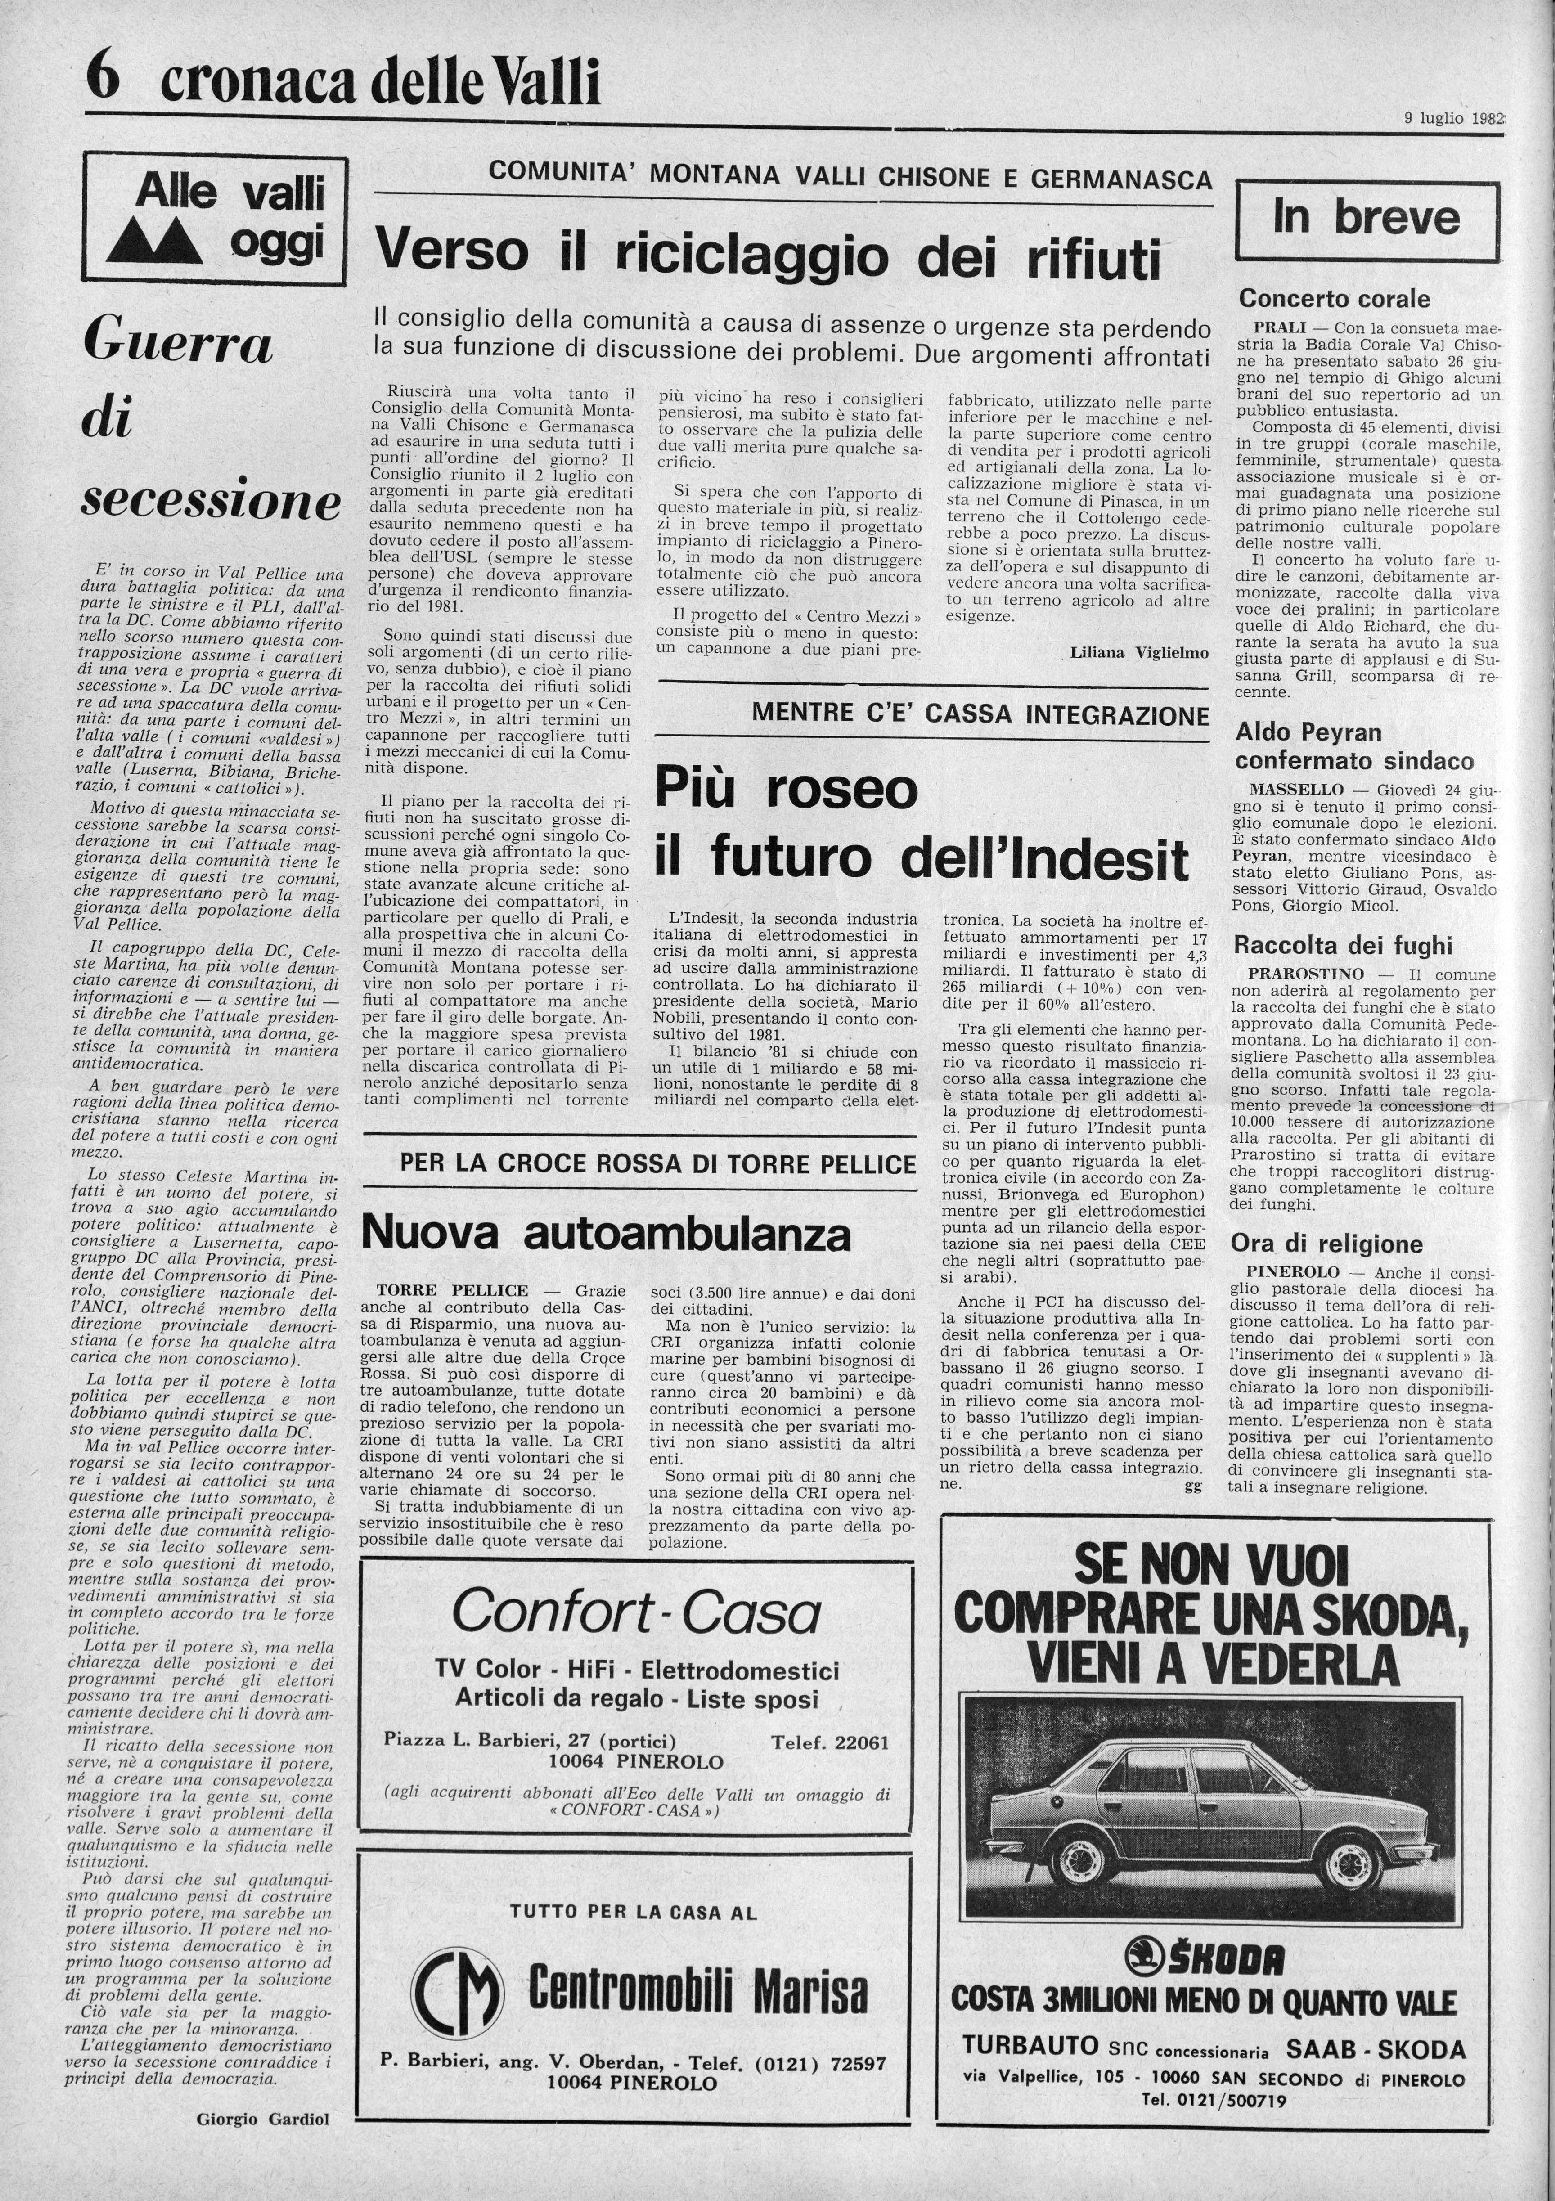 6 cronaca delle Valli
9 luglio 1982
Alle valli
oggi
Guerra
di
secessione
E' in corso in Val Pellice una
dura battaglia politica: da una
parte le sinistre e il PLI, dall'al-
tra la DC. Come abbiamo riferito
nello scorso numero questa con-
trapposizione assume i caratteri
di una vera e propria « guerra di
secessione ». La DC vuole arriva-
re ad una spaccatura della comu-
nità: da una parte i comuni del-
l'alta valle ( i comuni «valdesi»)
e dall'altra i comuni della bassa
valle (Luserna, Bibiana, Briche-
razio, i comuni « cattolici »).
Motivo di questa minacciata se-
cessione sarebbe la scarsa consi-
derazione in cui l'attuale mag-
gioranza della comunità tiene le
esigenze di questi tre comuni,
che rappresentano però la mag-
gioranza della popolazione della
Val Pellice.
Il capogruppo della DC, Cele-
ste Martina, ha più volte denun-
ciato carenze di consultazioni, di
informazioni e — a sentire lui —
si direbbe che l'attuale presiden-
te della comunità, una donna, ge-
stisce la comunità in maniera
antidemocratica.
A ben guardare però le vere
ragioni della linea politica demo-
cristiana stanno nella ricerca
del potere a tutti costi e con ogni
mezzo.
Lo stesso Celeste Martina in-
fatti è un uomo del potere, si
trova a suo agio accumulando
potere politico: attualmente è
consigliere a Lusernetta, capo-
gruppo DC alla Provincia, presi-
dente del Comprensorio di Pine-
rolo, consigliere nazionale del-
l'ANCI, oltreché membro della
direzione provinciale democri-
stiana (e forse ha qualche altra
carica che non conosciamo).
La lotta per il potere è lotta
politica per eccellenza e non
dobbiamo quindi stupirci se que-
sto viene perseguito dalla DC.
Ma in val Pellice occorre inter-
rogarsi se sia lecito contrappor-
re i valdesi ai cattolici su una
questione che tutto sommato, è
esterna alle principali preoccupa-
zioni delle due comunità religio-
se, se sia lecito sollevare sem-
pre e solo questioni di metodo,
mentre sulla sostanza dei prov-
vedimenti amministrativi si sia
in completo accordo tra le forze
politiche.
Lotta per il potere sì, ma nella
chiarezza delle posizioni e dei
programmi perché gli elettori
possano tra tre anni democrati-
camente decidere chi li dovrà am-
ministrare.
Il ricatto della secessione non
serve, nè a conquistare il potere,
né a creare una consapevolezza
maggiore tra la gente su, come
risolvere i gravi problemi della
valle. Serve solo a aumentare il
qualunquismo e la sfiducia nelle
istituzioni.
Può darsi che sul qualunqui-
smo qualcuno pensi di costruire
il proprio potere, ma sarebbe un
potere illusorio. Il potere nel no-
stro sistema democratico è in
primo luogo consenso attorno ad
un programma per la soluzione
di problemi della gente.
Ciò vale sia per la maggio-
ranza che per la minoranza.
L'atteggiamento democristiano
verso la secessione contraddice i
principi della democrazia.
Giorgio Gardiol
COMUNITA' MONTANA VALLI CHISONE E GERMANASCA
Verso il riciclaggio dei rifiuti
Il consiglio della comunità a causa di assenze o urgenze sta perdendo
la sua funzione di discussione dei problemi. Due argomenti affrontati
Riuscirà una volta tanto il
Consiglio della Comunità Monta-
na Valli Chisone e Germanasca
ad esaurire in una seduta tutti i
punti all'ordine del giorno? Il
Consiglio riunito il 2 luglio con
argomenti in parte già ereditati
dalla seduta precedente non ha
esaurito nemmeno questi e ha
dovuto cedere il posto all'assem-
blea dell'USL (sempre le stesse
persone) che doveva approvare
d'urgenza il rendiconto finanzia-
rio del 1981.
Sono quindi stati discussi due
soli argomenti (di un certo rilie-
vo, senza dubbio), e cioè il piano
per la raccolta dei rifiuti solidi
urbani e il progetto per un « Cen-
tro Mezzi », in altri termini un
capannone per raccogliere tutti
i mezzi meccanici di cui la Comu-
nità dispone.
Il piano per la raccolta dei ri-
fiuti non ha suscitato grosse di-
scussioni perché ogni singolo Co-
mune aveva già affrontato la que-
stione nella propria sede: sono
state avanzate alcune critiche al-
l'ubicazione dei compattatori, in
particolare per quello di Prali, e
alla prospettiva che in alcuni Co-
muni il mezzo di raccolta della
Comunità Montana potesse ser-
vire non solo per portare i ri-
fiuti al compattatore ma anche
per fare il giro delle borgate. An-
che la maggiore spesa prevista
per portare il carico giornaliero
nella discarica controllata di Pi-
nerolo anziché depositarlo senza
tanti complimenti nel torrente
più vicino ha reso i consiglieri
pensierosi, ma subito è stato fat-
to osservare che la pulizia delle
due valli merita pure qualche sa-
crificio.
Si spera che con l'apporto di
questo materiale in più, si realiz-
zi in breve tempo il progettato
impianto di riciclaggio a Pinero-
lo, in modo da non distruggere
totalmente ciò che può ancora
essere utilizzato.
Il progetto del « Centro Mezzi »
consiste più o meno in questo:
un capannone a due piani pre-
fabbricato, utilizzato nelle parte
inferiore per le macchine e nel-
la parte superiore come centro
di vendita per i prodotti agricoli
ed artigianali della zona. La lo-
calizzazione migliore è stata vi-
sta nel Comune di Pinasca, in un
terreno che il Cottolengo cede-
rebbe a poco prezzo. La discus-
sione si è orientata sulla bruttez-
za dell'opera e sul disappunto di
vedere ancora una volta sacrifica-
to un terreno agricolo ad altre
esigenze.
Liliana Viglielmo
MENTRE C'E' CASSA INTEGRAZIONE
Più roseo
il futuro dell'Indesit
L'Indesit, la seconda industria
italiana di elettrodomestici in
crisi da molti anni, si appresta
ad uscire dalla amministrazione
controllata. Lo ha dichiarato il
presidente della società, Mario
Nobili, presentando il conto con-
sultivo del 1981.
Il bilancio '81 si chiude con
un utile di 1 miliardo e 58 mi-
lioni, nonostante le perdite di 8
miliardi nel comparto della elet-
tronica. La società ha inoltre ef-
fettuato ammortamenti per 17
miliardi e investimenti per 4,3
miliardi. Il fatturato è stato di
265 miliardi (+10%) con ven-
dite per il 60% all'estero.
Tra gli elementi che hanno per-
messo questo risultato finanzia-
rio va ricordato il massiccio ri-
corso alla cassa integrazione che
è stata totale per gli addetti al-
la produzione di elettrodomesti-
ci. Per il futuro l'Indesit punta
su un piano di intervento pubbli-
co per quanto riguarda la elet-
tronica civile (in accordo con Za-
nussi, Brionvega ed Europhon)
mentre per gli elettrodomestici
punta ad un rilancio della espor-
tazione sia nei paesi della CEE
che negli altri (soprattutto pae-
si arabi).
Anche il PCI ha discusso del-
la situazione produttiva alla In-
desit nella conferenza per i qua-
dri di fabbrica tenutasi a Or-
bassano il 26 giugno scorso. I
quadri comunisti hanno messo
in rilievo come sia ancora mol-
to basso l'utilizzo degli impian-
ti e che pertanto non ci siano
possibilità a breve scadenza per
un rietro della cassa integrazio.
ne. gg
PER LA CROCE ROSSA DI TORRE PELLICE
Nuova autoambulanza
TORRE PELLICE — Grazie
anche al contributo della Cas-
sa di Risparmio, una nuova au-
toambulanza è venuta ad aggiun-
gersi alle altre due della Croce
Rossa. Si può così disporre di
tre autoambulanze, tutte dotate
di radio telefono, che rendono un
prezioso servizio per la popola-
zione di tutta la valle. La CRI
dispone di venti volontari che si
alternano 24 ore su 24 per le
varie chiamate di soccorso.
Si tratta indubbiamente di un
servizio insostituibile che è reso
possibile dalle quote versate dai
soci (3.500 lire annue) e dai doni
dei cittadini.
Ma non è l'unico servizio: la
CRI organizza infatti colonie
marine per bambini bisognosi di
cure (quest'anno vi partecipe-
ranno circa 20 bambini) e dà
contributi economici a persone
in necessità che per svariati mo-
tivi non siano assistiti da altri
enti.
Sono ormai più di 80 anni che
una sezione della CRI opera nel-
la nostra cittadina con vivo ap-
prezzamento da parte della po-
polazione.
In breve
Concerto corale
PRALI — Con la consueta mae-
stria la Badia Corale Val Chiso-
ne ha presentato sabato 26 giu-
gno nel tempio di Ghigo alcuni
brani del suo repertorio ad un
pubblico entusiasta.
Composta di 45 elementi, divisi
in tre gruppi (corale maschile,
femminile, strumentale) questa
associazione musicale si è or-
mai guadagnata una posizione
di primo piano nelle ricerche sul
patrimonio culturale popolare
delle nostre valli.
Il concerto ha voluto fare u-
dire le canzoni, debitamente ar-
monizzate, raccolte dalla viva
voce dei pralini; in particolare
quelle di Aldo Richard, che du-
rante la serata ha avuto la sua
giusta parte di applausi e di Su-
sanna Grill, scomparsa di re-
cennte.
Aldo Peyran
confermato sindaco
MASSELLO — Giovedì 24 giu-
gno si è tenuto il primo consi-
glio comunale dopo le elezioni.
E stato confermato sindaco Aldo
Peyran, mentre vicesindaco è
stato eletto Giuliano Pons, as-
sessori Vittorio Giraud, Osvaldo
Pons, Giorgio Micol.
Raccolta dei fughi
PRAROSTINO — Il comune
non aderirà al regolamento per
la raccolta dei funghi che è stato
approvato dalla Comunità Pede-
montana. Lo ha dichiarato il con-
sigliere Paschetto alla assemblea
della comunità svoltosi il 23 giu-
gno scorso. Infatti tale regola-
mento prevede la concessione di
10.000 tessere di autorizzazione
alla raccolta. Per gli abitanti di
Prarostino si tratta di evitare
che troppi raccoglitori distrug-
gano completamente le colture
dei funghi.
Ora di religione
PINEROLO — Anche il consi-
glio pastorale della diocesi ha
discusso il tema dell'ora di reli-
gione cattolica. Lo ha fatto par-
tendo dai problemi sorti con
l'inserimento dei « supplenti » là
dove gli insegnanti avevano di-
chiarato la loro non disponibili-
tà ad impartire questo insegna-
mento. L'esperienza non è stata
positiva per cui l'orientamento
della chiesa cattolica sarà quello
di convincere gli insegnanti sta-
tali a insegnare religione.
Confort - Casa
TV Color - HiFi - Elettrodomestici
Articoli da regalo - Liste sposi
Piazza L. Barbieri, 27 (portici) Telef. 22061
10064 PINEROLO
(agli acquirenti abbonati all'Eco delle Valli un omaggio di
« CONFORT - CASA »)
TUTTO PER LA CASA AL
CM Centromobili Marisa
P. Barbieri, ang. V. Oberdan, - Telef. (0121) 72597
10064 PINEROLO
SE NON VUOI
COMPRARE UNA SKODA,
VIENI A VEDERLA
ŠKODA
COSTA 3MILIONI MENO DI QUANTO VALE
TURBAUTO snc concessionaria SAAB - SKODA
via Valpellice, 105 - 10060 SAN SECONDO di PINEROLO
Tel. 0121/500719